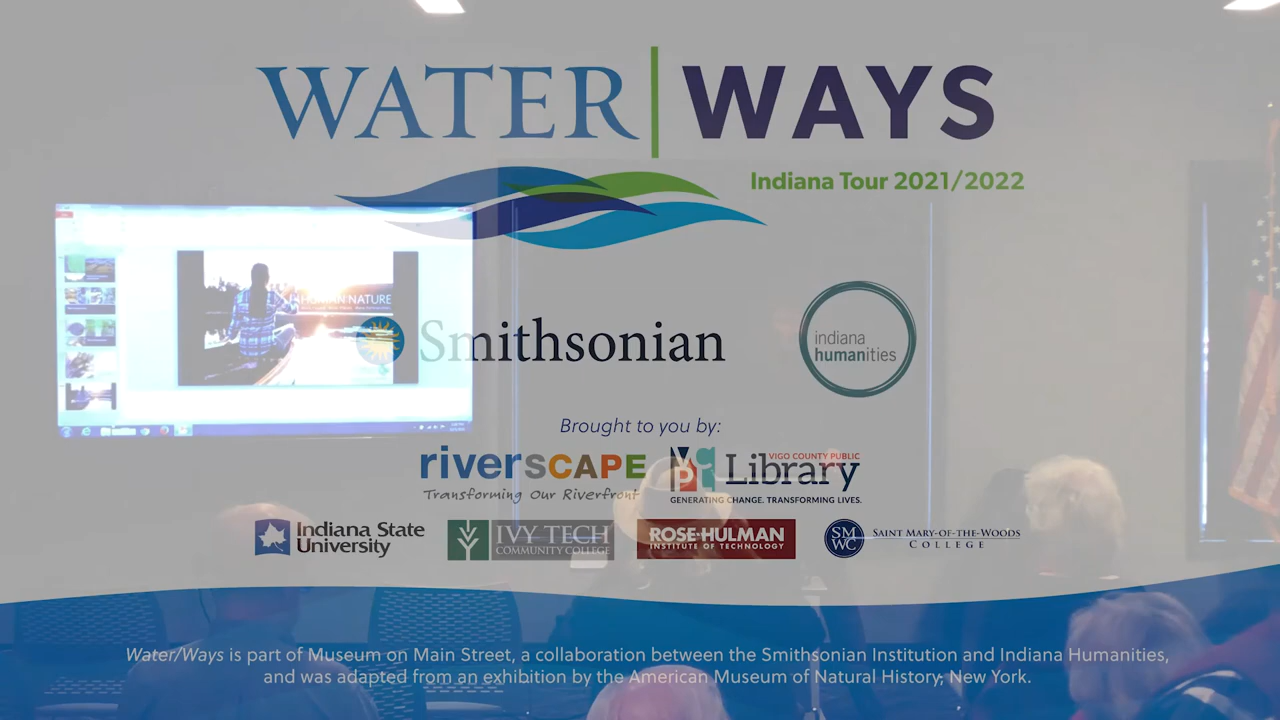 WATER|WAYS
Indiana Tour 2021/2022
HUMAN NATURE
Smithsonian
indiana
humanities
Brought to you by:
riverSCAPE
Transforming Our Riverfront
VCPL
VIGO COUNTY PUBLIC
Library
GENERATING CHANGE. TRANSFORMING LIVES.
Indiana State
University
IVY TECH
COMMUNITY COLLEGE
ROSE-HULMAN
INSTITUTE OF TECHNOLOGY
SM
WC
SAINT MARY-OF-THE-WOODS
COLLEGE
Water/Ways is part of Museum on Main Street, a collaboration between the Smithsonian Institution and Indiana Humanities,
and was adapted from an exhibition by the American Museum of Natural History, New York.